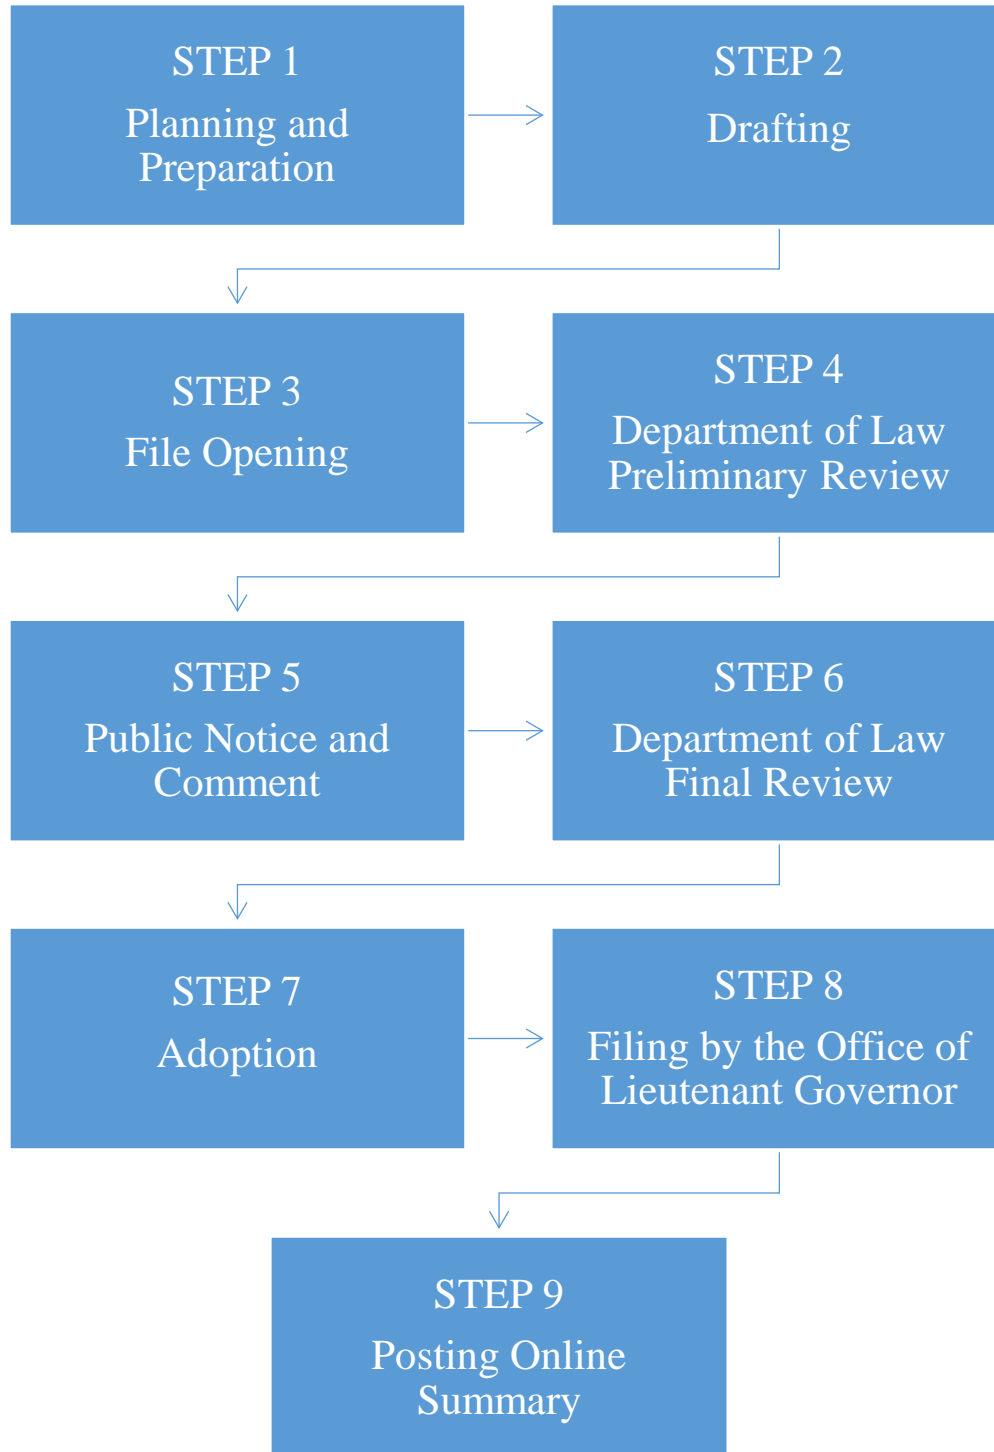 STEP 1
Planning and
Preparation
STEP 2
Drafting
STEP 3
File Opening
STEP 4
Department of Law
Preliminary Review
STEP 5
Public Notice and
Comment
STEP 6
Department of Law
Final Review
STEP 7
Adoption
STEP 8
Filing by the Office of
Lieutenant Governor
STEP 9
Posting Online
Summary